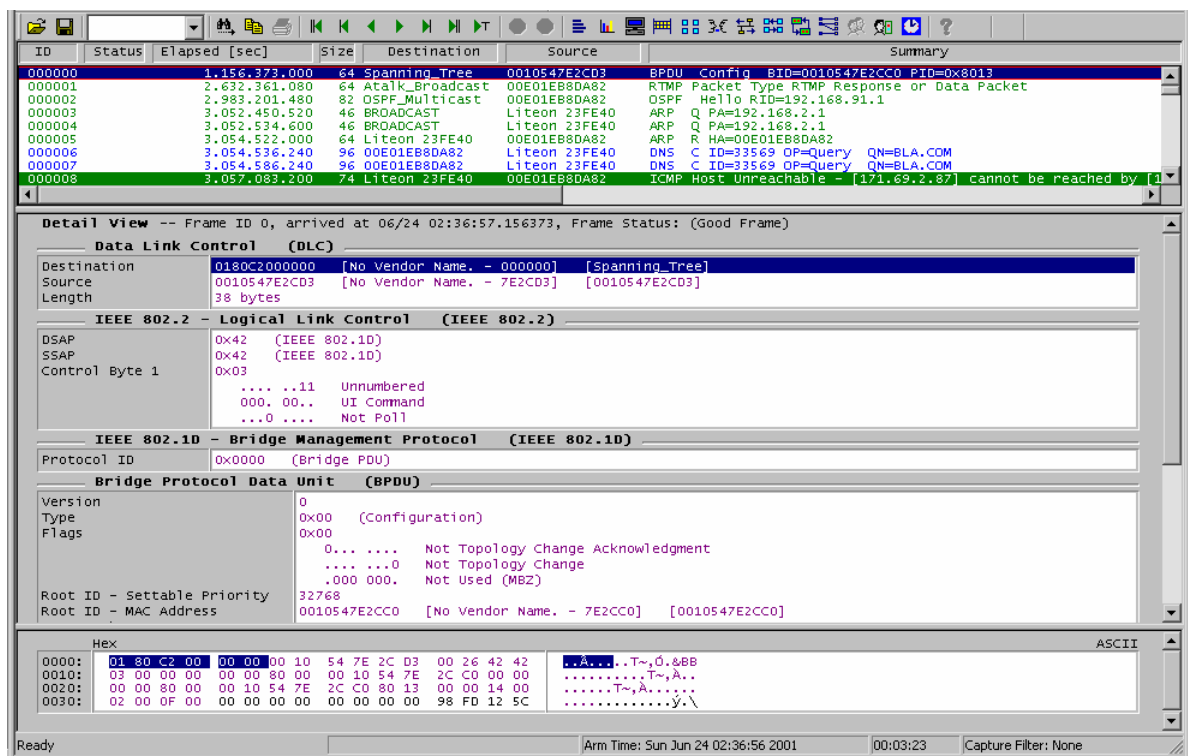 ID Status Elapsed [sec] Size Destination Source Summary
000000 1.156.373.000 64 Spanning_Tree 0010547E2CD3 BPDU Config BID=0010547E2CC0 PID=0x8013
000001 2.632.361.080 64 Atalk_Broadcast 00E01EB8DA82 RTMP Packet Type RTMP Response or Data Packet
000002 2.983.201.480 82 OSPF_Multicast 00E01EB8DA82 OSPF Hello RID=192.168.91.1
000003 3.052.450.520 46 BROADCAST Liteon 23FE40 ARP Q PA=192.168.2.1
000004 3.052.534.600 46 BROADCAST Liteon 23FE40 ARP Q PA=192.168.2.1
000005 3.054.522.000 64 Liteon 23FE40 00E01EB8DA82 ARP R HA=00E01EB8DA82
000006 3.054.536.240 96 00E01EB8DA82 Liteon 23FE40 DNS C ID=33569 OP=Query QN=BLA.COM
000007 3.054.586.240 96 00E01EB8DA82 Liteon 23FE40 DNS C ID=33569 OP=Query QN=BLA.COM
000008 3.057.083.200 74 Liteon 23FE40 00E01EB8DA82 ICMP Host Unreachable - [171.69.2.87] cannot be reached by [1
Detail View -- Frame ID 0, arrived at 06/24 02:36:57.156373, Frame Status: (Good Frame)
Data Link Control (DLC)
Destination 0180C2000000 [No Vendor Name. - 000000] [Spanning_Tree]
Source 0010547E2CD3 [No Vendor Name. - 7E2CD3] [0010547E2CD3]
Length 38 bytes
IEEE 802.2 - Logical Link Control (IEEE 802.2)
DSAP 0x42 (IEEE 802.1D)
SSAP 0x42 (IEEE 802.1D)
Control Byte 1 0x03
.... ..11 Unnumbered
000. 00.. UI Command
...0 .... Not Poll
IEEE 802.1D - Bridge Management Protocol (IEEE 802.1D)
Protocol ID 0x0000 (Bridge PDU)
Bridge Protocol Data Unit (BPDU)
Version 0
Type 0x00 (Configuration)
Flags 0x00
0... .... Not Topology Change Acknowledgment
.... ...0 Not Topology Change
.000 000. Not Used (MBZ)
Root ID - Settable Priority 32768
Root ID - MAC Address 0010547E2CC0 [No Vendor Name. - 7E2CC0] [0010547E2CC0]
Hex ASCII
0000: 01 80 C2 00 00 00 00 10 54 7E 2C D3 00 26 42 42 ..Â.....T~,Ó.&BB
0010: 03 00 00 00 00 00 80 00 00 10 54 7E 2C C0 00 00 ..........T~,À..
0020: 00 00 80 00 00 10 54 7E 2C C0 80 13 00 00 14 00 ......T~,À......
0030: 02 00 0F 00 00 00 00 00 00 00 00 00 98 FD 12 5C .............ý.\
Ready Arm Time: Sun Jun 24 02:36:56 2001 00:03:23 Capture Filter: None